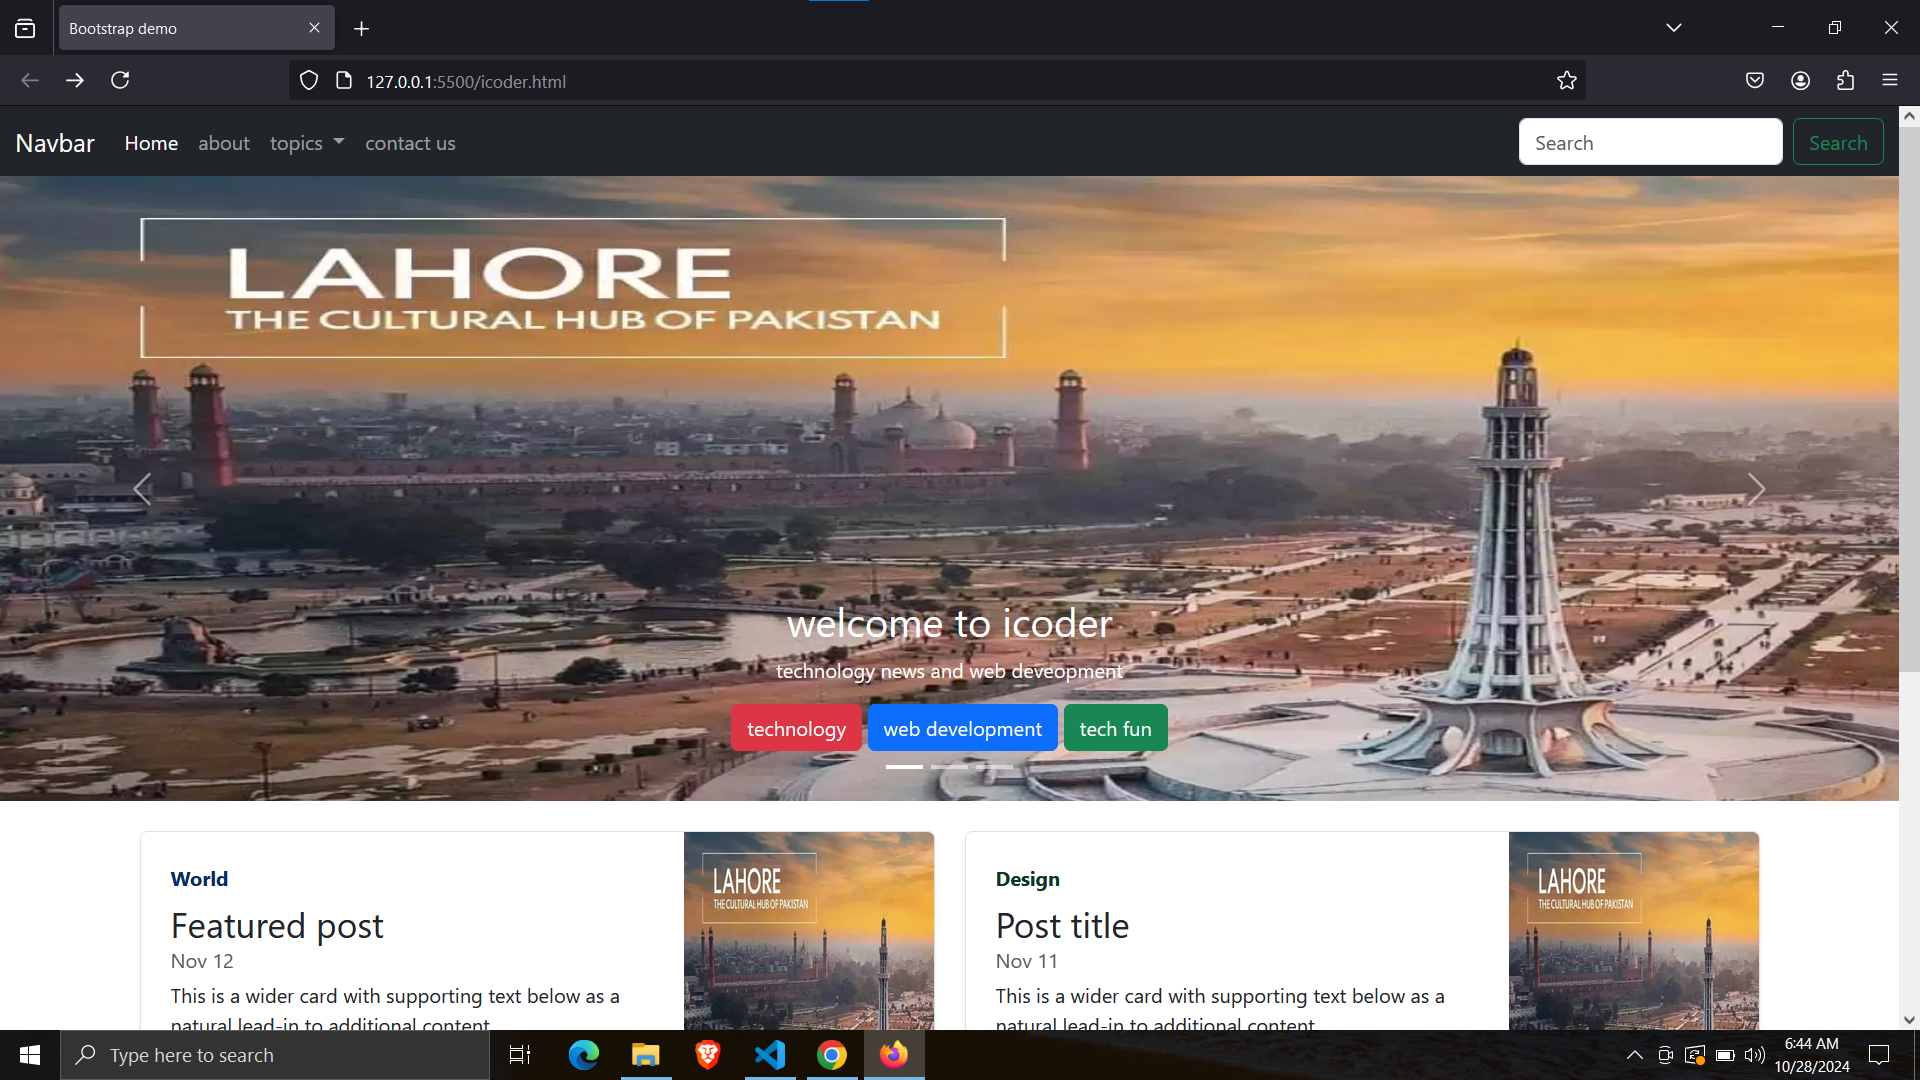 Bootstrap demo
127.0.0.1:5500/icoder.html
Navbar Home about topics contact us Search Search
LAHORE
THE CULTURAL HUB OF PAKISTAN
welcome to icoder
technology news and web deveopment
technology web development tech fun
World
Featured post
Nov 12
This is a wider card with supporting text below as a
natural lead-in to additional content
LAHORE
THE CULTURAL HUB OF PAKISTAN
Design
Post title
Nov 11
This is a wider card with supporting text below as a
natural lead-in to additional content
LAHORE
THE CULTURAL HUB OF PAKISTAN
Type here to search
6:44 AM
10/28/2024